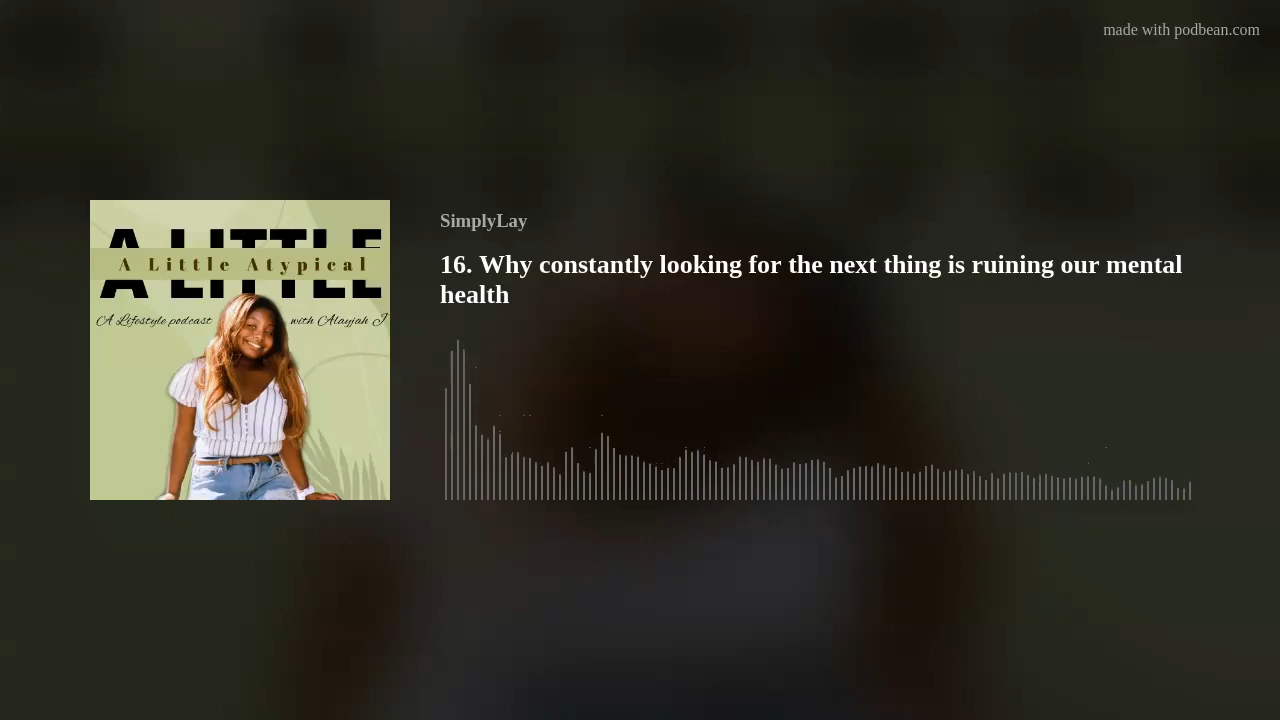 made with podbean.com
SimplyLay
16. Why constantly looking for the next thing is ruining our mental
health
A LITTLE
A Little Atypical
A LITTLE
A Lifestyle podcast with Alayjah J